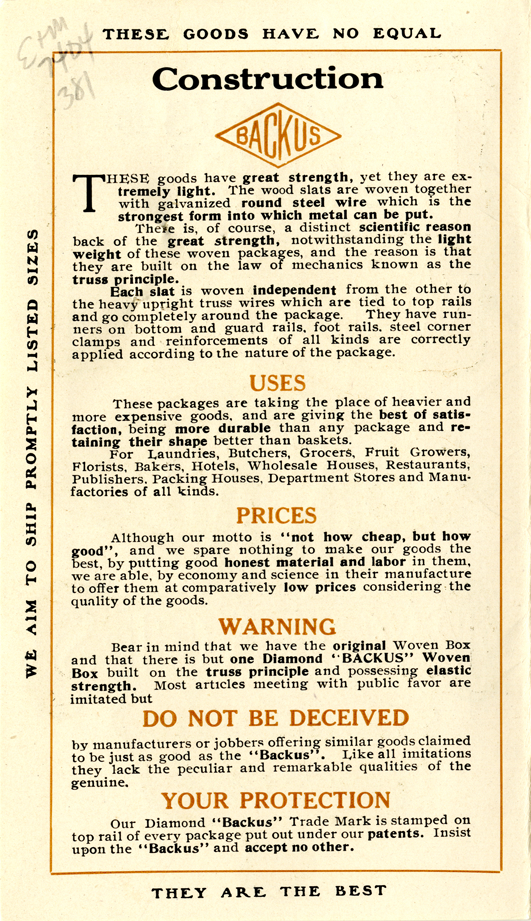 THESE GOODS HAVE NO EQUAL
E+M
7404
381
Construction
BACKUS
THESE goods have great strength, yet they are ex-
tremely light. The wood slats are woven together
with galvanized round steel wire which is the
strongest form into which metal can be put.
There is, of course, a distinct scientific reason
back of the great strength, notwithstanding the light
weight of these woven packages, and the reason is that
they are built on the law of mechanics known as the
truss principle.
Each slat is woven independent from the other to
the heavy upright truss wires which are tied to top rails
and go completely around the package. They have run-
ners on bottom and guard rails, foot rails. steel corner
clamps and reinforcements of all kinds are correctly
applied according to the nature of the package.
USES
These packages are taking the place of heavier and
more expensive goods, and are giving the best of satis-
faction, being more durable than any package and re-
taining their shape better than baskets.
For Laundries, Butchers, Grocers, Fruit Growers,
Florists, Bakers, Hotels, Wholesale Houses, Restaurants,
Publishers. Packing Houses, Department Stores and Manu-
factories of all kinds.
PRICES
Although our motto is "not how cheap, but how
good", and we spare nothing to make our goods the
best, by putting good honest material and labor in them,
we are able, by economy and science in their manufacture
to offer them at comparatively low prices considering the
quality of the goods.
WARNING
Bear in mind that we have the original Woven Box
and that there is but one Diamond "BACKUS" Woven
Box built on the truss principle and possessing elastic
strength. Most articles meeting with public favor are
imitated but
DO NOT BE DECEIVED
by manufacturers or jobbers offering similar goods claimed
to be just as good as the "Backus". Like all imitations
they lack the peculiar and remarkable qualities of the
genuine.
YOUR PROTECTION
Our Diamond "Backus" Trade Mark is stamped on
top rail of every package put out under our patents. Insist
upon the "Backus" and accept no other.
THEY ARE THE BEST
WE AIM TO SHIP PROMPTLY LISTED SIZES